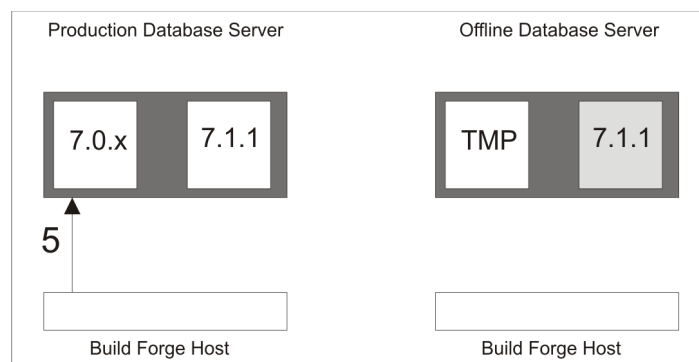 Production Database Server
Offline Database Server
7.0.x
7.1.1
TMP
7.1.1
5
Build Forge Host
Build Forge Host